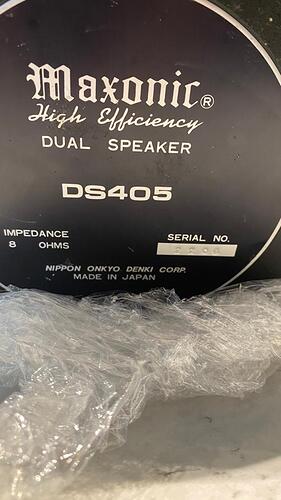 Maxonic®
High Efficiency
DUAL SPEAKER
DS405
IMPEDANCE
8 OHMS
SERIAL NO.
NIPPON ONKYO DENKI CORP.
MADE IN JAPAN